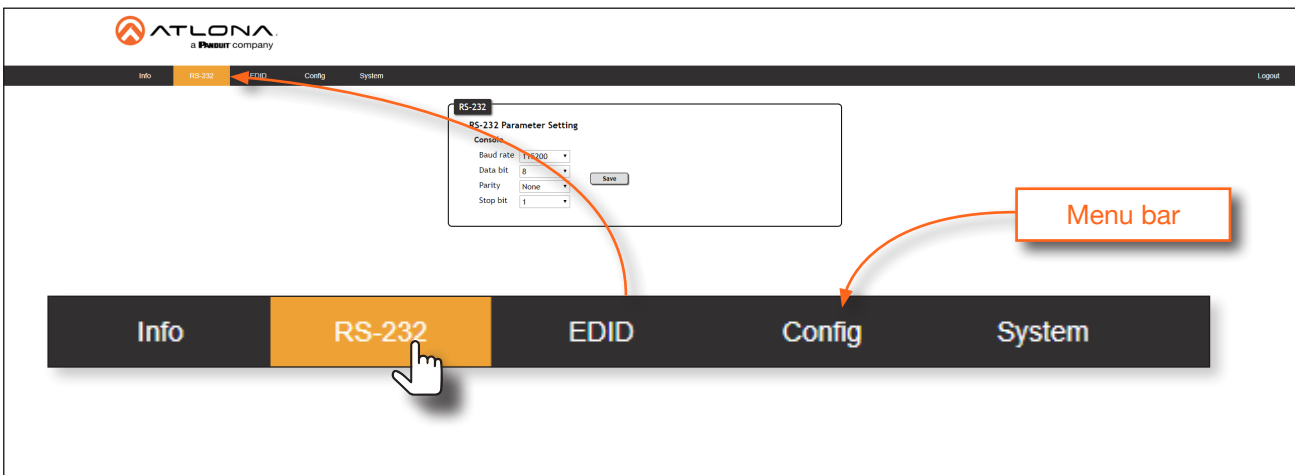 ATLONA.
a PANDUIT company
Info RS-232 EDID Config System Logout
RS-232
RS-232 Parameter Setting
Console
Baud rate 115200
Data bit 8
Save
Parity None
Stop bit 1
Menu bar
Info RS-232 EDID Config System